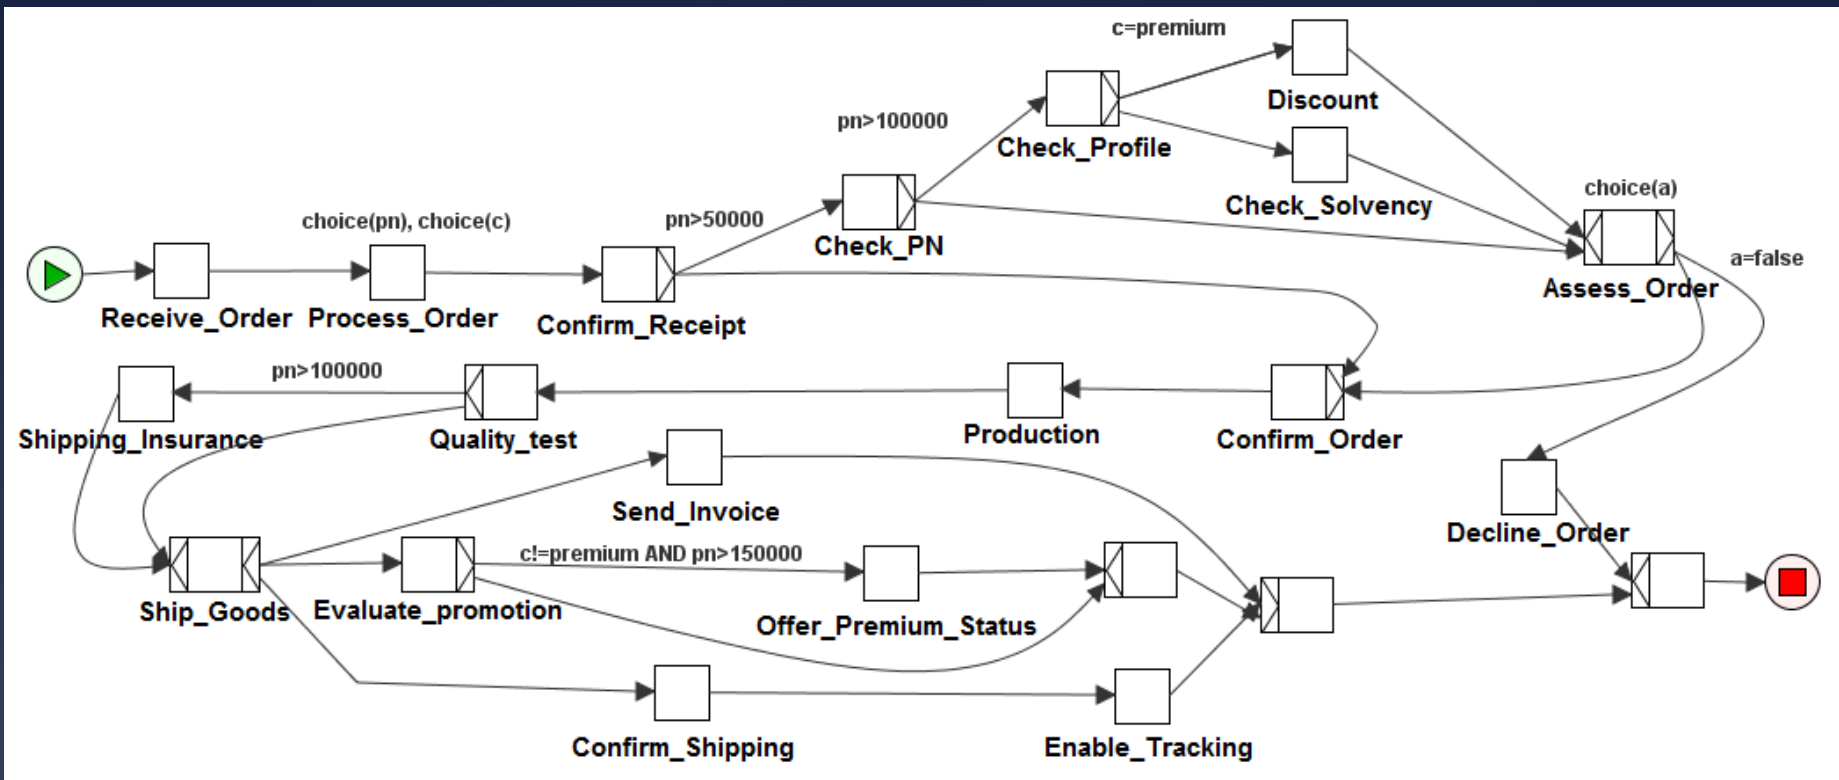 c=premium
Discount
pn>100000
Check_Profile
Check_Solvency
choice(a)
pn>50000
choice(pn), choice(c)
Check_PN
a=false
Assess_Order
Receive_Order
Process_Order
Confirm_Receipt
pn>100000
Shipping_Insurance
Quality_test
Production
Confirm_Order
Send_Invoice
Decline_Order
c!=premium AND pn>150000
Ship_Goods
Evaluate_promotion
Offer_Premium_Status
Confirm_Shipping
Enable_Tracking